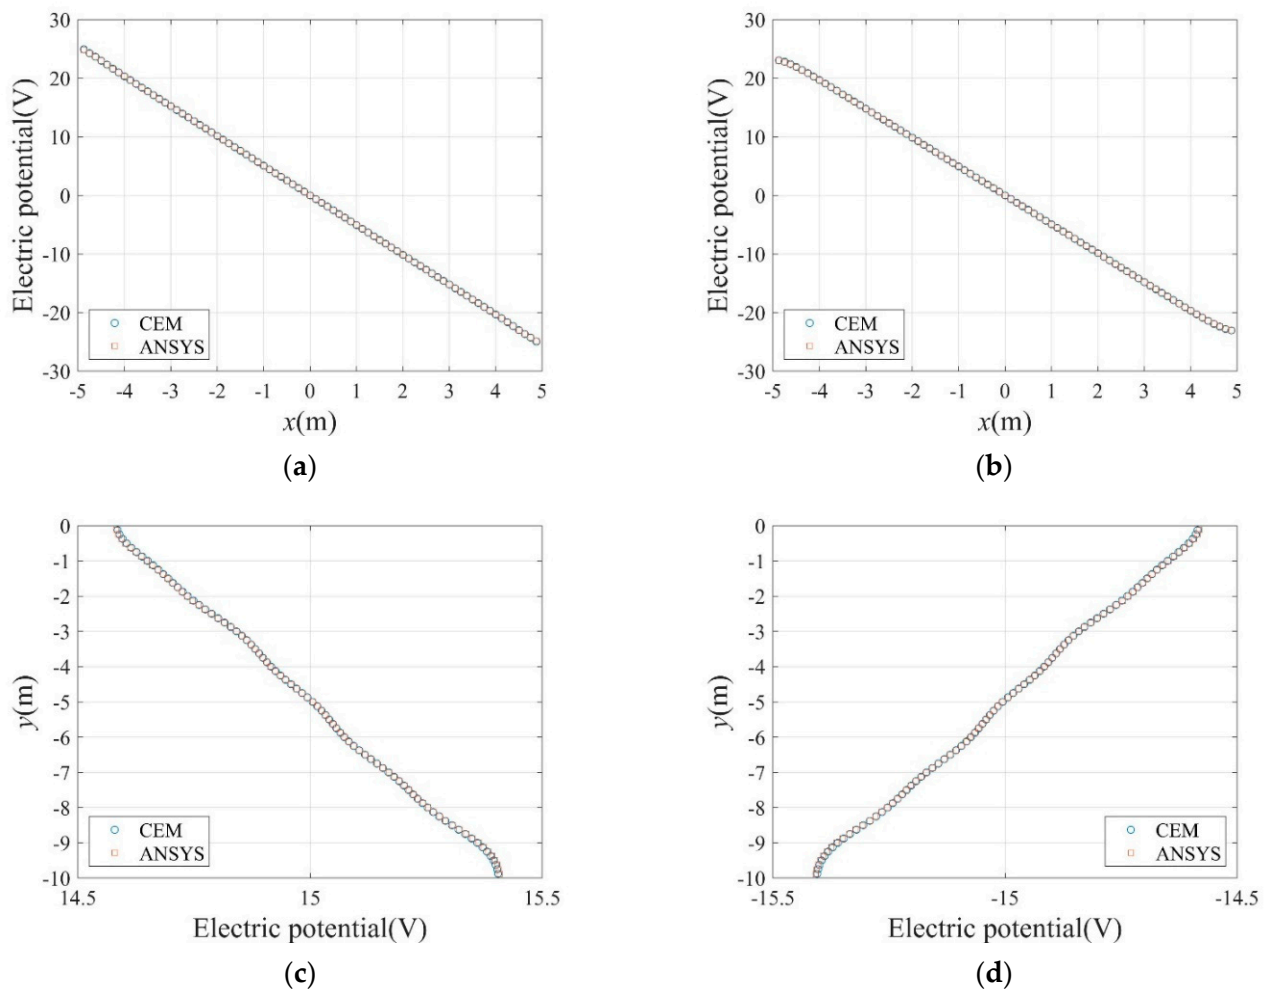 30
20
10
0
-10
-20
-30
Electric potential(V)
CEM
ANSYS
-5 -4 -3 -2 -1 0 1 2 3 4 5
x(m)
(a)
30
20
10
0
-10
-20
-30
Electric potential(V)
CEM
ANSYS
-5 -4 -3 -2 -1 0 1 2 3 4 5
x(m)
(b)
0
-1
-2
-3
-4
-5
-6
-7
-8
-9
-10
y(m)
CEM
ANSYS
14.5 15 15.5
Electric potential(V)
(c)
0
-1
-2
-3
-4
-5
-6
-7
-8
-9
-10
y(m)
CEM
ANSYS
-15.5 -15 -14.5
Electric potential(V)
(d)